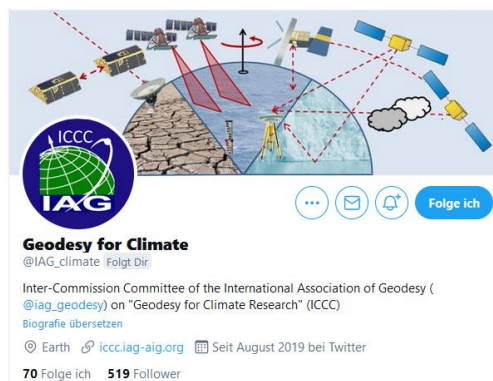 ICCC
IAG
Folge ich
Geodesy for Climate
@IAG_climate Folgt Dir
Inter-Commission Committee of the International Association of Geodesy (
@iag_geodesy) on "Geodesy for Climate Research" (ICCC)
Biografie übersetzen
Earth iccc.iag-aig.org Seit August 2019 bei Twitter
70 Folge ich 519 Follower